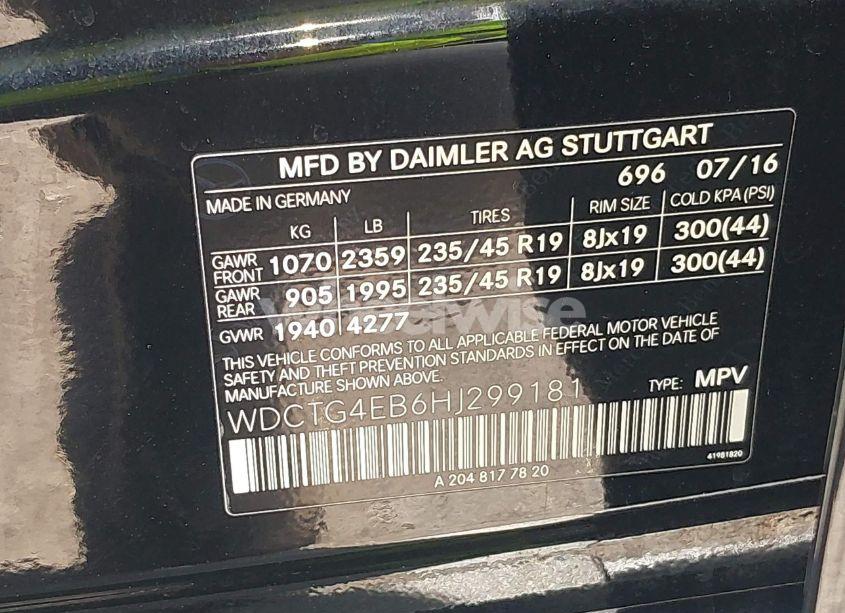 MFD BY DAIMLER AG STUTTGART
696 07/16
MADE IN GERMANY
KG LB TIRES RIM SIZE COLD KPA (PSI)
GAWR FRONT 1070 2359 235/45 R19 8Jx19 300(44)
GAWR REAR 905 1995 235/45 R19 8Jx19 300(44)
GVWR 1940 4277
THIS VEHICLE CONFORMS TO ALL APPLICABLE FEDERAL MOTOR VEHICLE
SAFETY AND THEFT PREVENTION STANDARDS IN EFFECT ON THE DATE OF
MANUFACTURE SHOWN ABOVE.
WDCTG4EB6HJ299181 TYPE: MPV
41981820
A 204 817 78 20